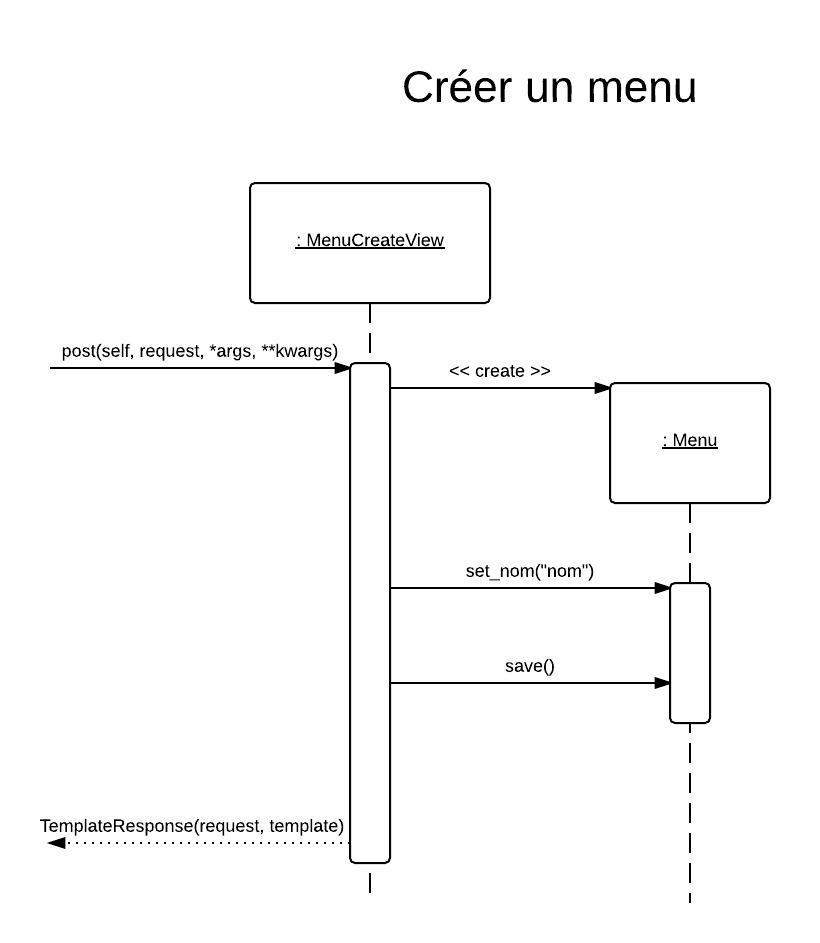 Créer un menu
: MenuCreateView
post(self, request, *args, **kwargs)
<< create >>
: Menu
set_nom("nom")
save()
TemplateResponse(request, template)